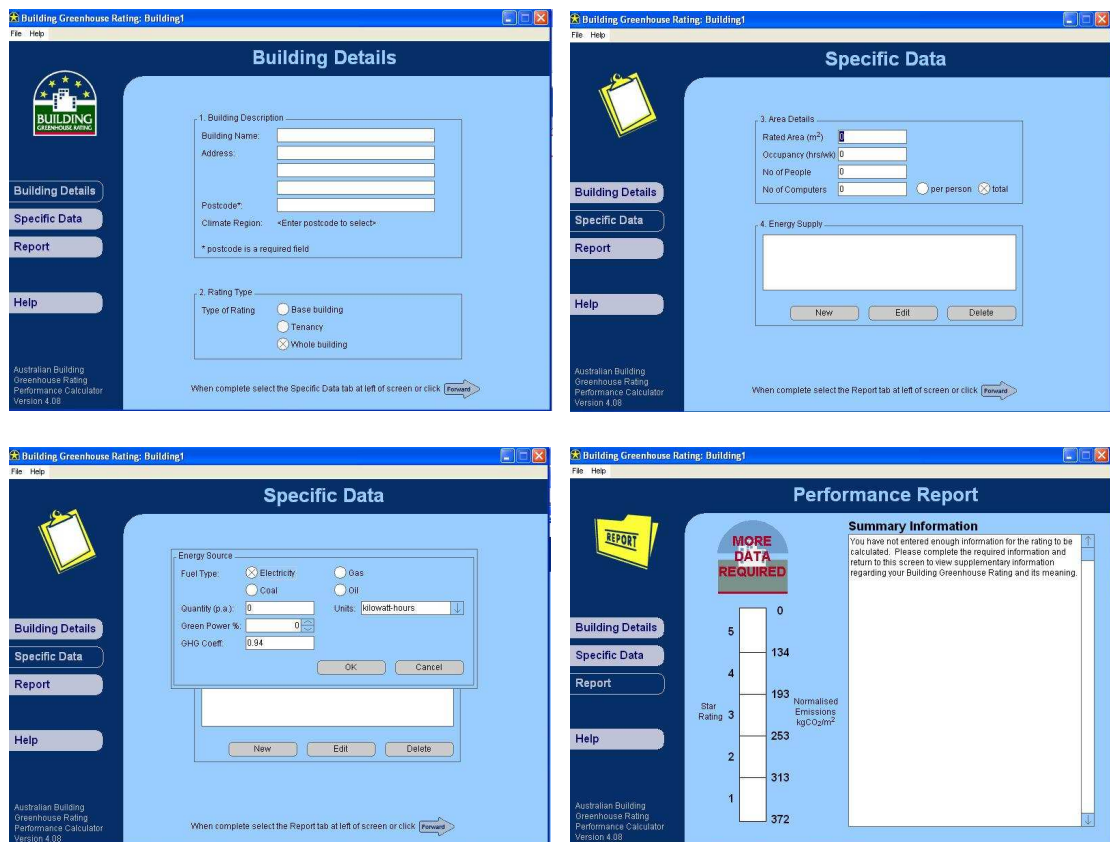 Building Greenhouse Rating: Building1
File Help
Building Details
BUILDING
GREENHOUSE RATING
1. Building Description
Building Name:
Address:
Postcode*:
Climate Region: <Enter postcode to select>
* postcode is a required field
Building Details
Specific Data
Report
Help
2. Rating Type
Type of Rating Base building
Tenancy
Whole building
Australian Building
Greenhouse Rating
Performance Calculator
Version 4.08
When complete select the Specific Data tab at left of screen or click Forward
Building Greenhouse Rating: Building1
File Help
Specific Data
3. Area Details
Rated Area (m²) 0
Occupancy (hrs/wk) 0
No of People 0
No of Computers 0 per person total
Building Details
Specific Data
Report
Help
4. Energy Supply
New Edit Delete
Australian Building
Greenhouse Rating
Performance Calculator
Version 4.08
When complete select the Report tab at left of screen or click Forward
Building Greenhouse Rating: Building1
File Help
Specific Data
Energy Source
Fuel Type: Electricity Gas
Coal Oil
Quantity (p.a.): 0 Units: kilowatt-hours
Green Power %: 0
GHG Coeff: 0.94
OK Cancel
Building Details
Specific Data
Report
Help
New Edit Delete
Australian Building
Greenhouse Rating
Performance Calculator
Version 4.08
When complete select the Report tab at left of screen or click Forward
Building Greenhouse Rating: Building1
File Help
Performance Report
REPORT
MORE
DATA
REQUIRED
Summary Information
You have not entered enough information for the rating to be
calculated. Please complete the required information and
return to this screen to view supplementary information
regarding your Building Greenhouse Rating and its meaning.
Building Details
Specific Data
Report
Help
0
5
134
4
193
Star
Rating 3
Normalised
Emissions
kgCO₂/m²
253
2
313
1
372
Australian Building
Greenhouse Rating
Performance Calculator
Version 4.08